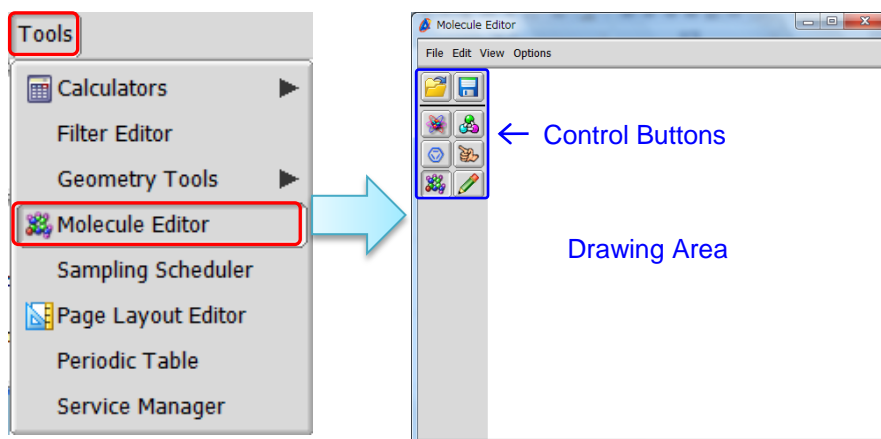 Tools
Calculators
Filter Editor
Geometry Tools
Molecule Editor
Sampling Scheduler
Page Layout Editor
Periodic Table
Service Manager
Molecule Editor
File Edit View Options
Control Buttons
Drawing Area